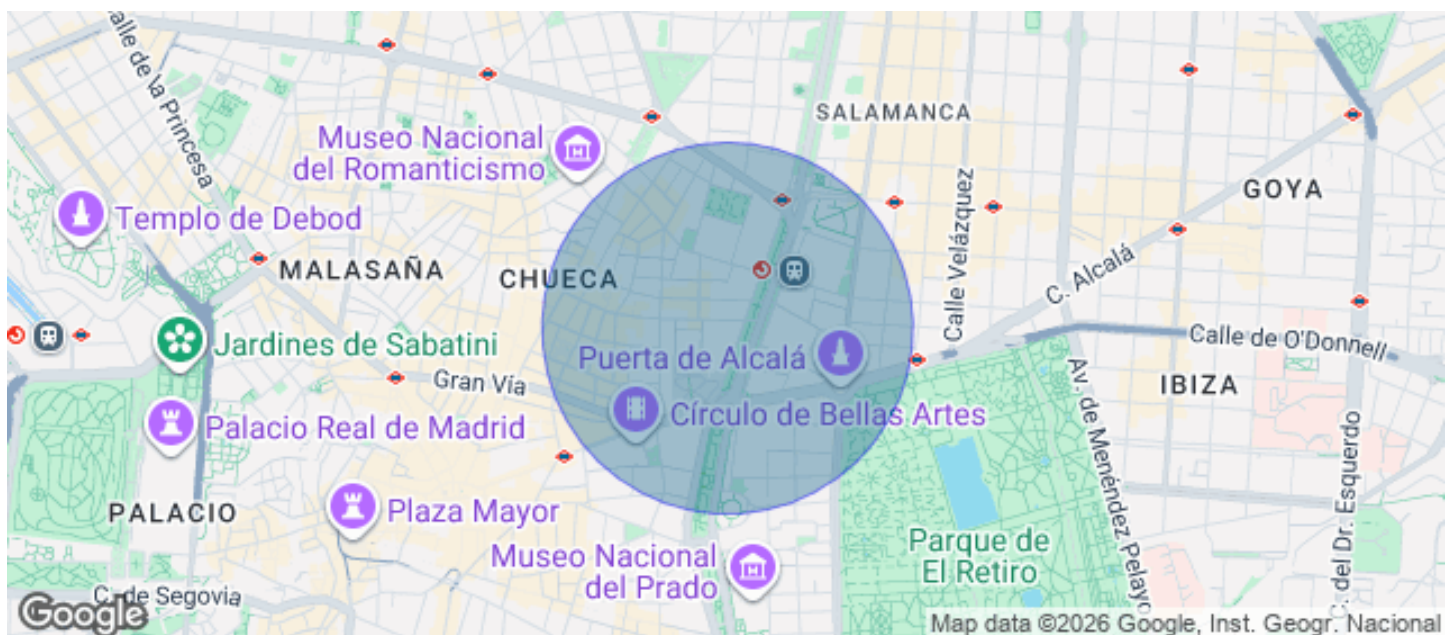 Calle de la Princesa
SALAMANCA
Museo Nacional
del Romanticismo
Calle Velázquez
GOYA
Templo de Debod
MALASAÑA
CHUECA
C. Alcalá
Jardines de Sabatini
Puerta de Alcalá
Calle de O'Donnell
Gran Vía
IBIZA
Palacio Real de Madrid
Círculo de Bellas Artes
Av. de Menéndez Pelayo
C. del Dr. Esquerdo
PALACIO
Plaza Mayor
Museo Nacional
del Prado
Parque de
El Retiro
C. de Segovia
Google
Map data ©2026 Google, Inst. Geogr. Nacional